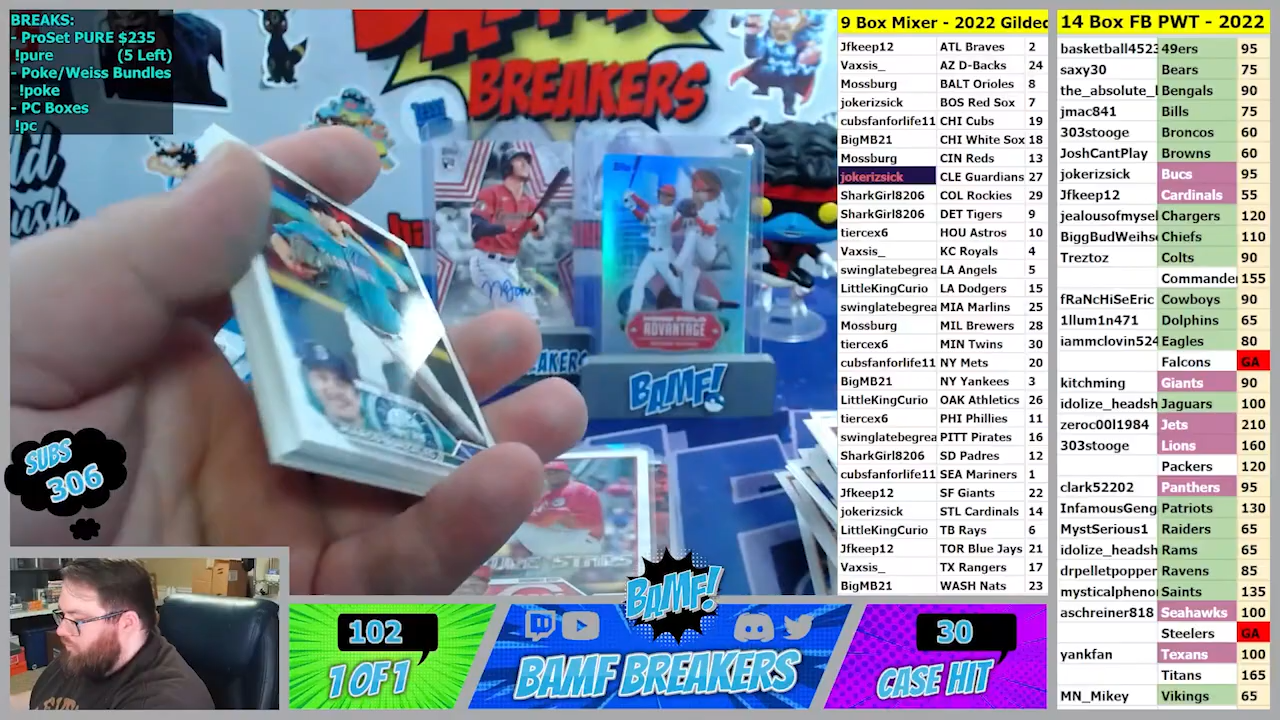 BREAKS:
- ProSet PURE $235
!pure (5 Left)
- Poke/Weiss Bundles
!poke
- PC Boxes
!pc
BREAKERS
HOME FIELD
ADVANTAGE
BAMF!
SUBS
306
9 Box Mixer - 2022 Gilded
Jfkeep12 ATL Braves 2
Vaxsis_ AZ D-Backs 24
Mossburg BALT Orioles 8
jokerizsick BOS Red Sox 7
cubsfanforlife11 CHI Cubs 19
BigMB21 CHI White Sox 18
Mossburg CIN Reds 13
jokerizsick CLE Guardians 27
SharkGirl8206 COL Rockies 29
SharkGirl8206 DET Tigers 9
tiercex6 HOU Astros 10
Vaxsis_ KC Royals 4
swinglatebegrea LA Angels 5
LittleKingCurio LA Dodgers 15
swinglatebegrea MIA Marlins 25
Mossburg MIL Brewers 28
tiercex6 MIN Twins 30
cubsfanforlife11 NY Mets 20
BigMB21 NY Yankees 3
LittleKingCurio OAK Athletics 26
tiercex6 PHI Phillies 11
swinglatebegrea PITT Pirates 16
SharkGirl8206 SD Padres 12
cubsfanforlife11 SEA Mariners 1
Jfkeep12 SF Giants 22
jokerizsick STL Cardinals 14
LittleKingCurio TB Rays 6
Jfkeep12 TOR Blue Jays 21
Vaxsis_ TX Rangers 17
BigMB21 WASH Nats 23
14 Box FB PWT - 2022
basketball4523 49ers 95
saxy30 Bears 75
the_absolute_l Bengals 90
jmac841 Bills 75
303stooge Broncos 60
JoshCantPlay Browns 60
jokerizsick Bucs 95
Jfkeep12 Cardinals 55
jealousofmysel Chargers 120
BiggBudWeihse Chiefs 110
Treztoz Colts 90
Commander 155
fRaNcHiSeEric Cowboys 90
1llum1n471 Dolphins 65
iammclovin524 Eagles 80
Falcons GA
kitchming Giants 90
idolize_headsh Jaguars 100
zeroc00l1984 Jets 210
303stooge Lions 160
Packers 120
clark52202 Panthers 95
InfamousGeng Patriots 130
MystSerious1 Raiders 65
idolize_headsh Rams 65
drpelletpopper Ravens 85
mysticalpheno Saints 135
aschreiner818 Seahawks 100
Steelers GA
yankfan Texans 100
Titans 165
MN_Mikey Vikings 65
102
1 OF 1
BAMF!
BAMF BREAKERS
30
CASE HIT